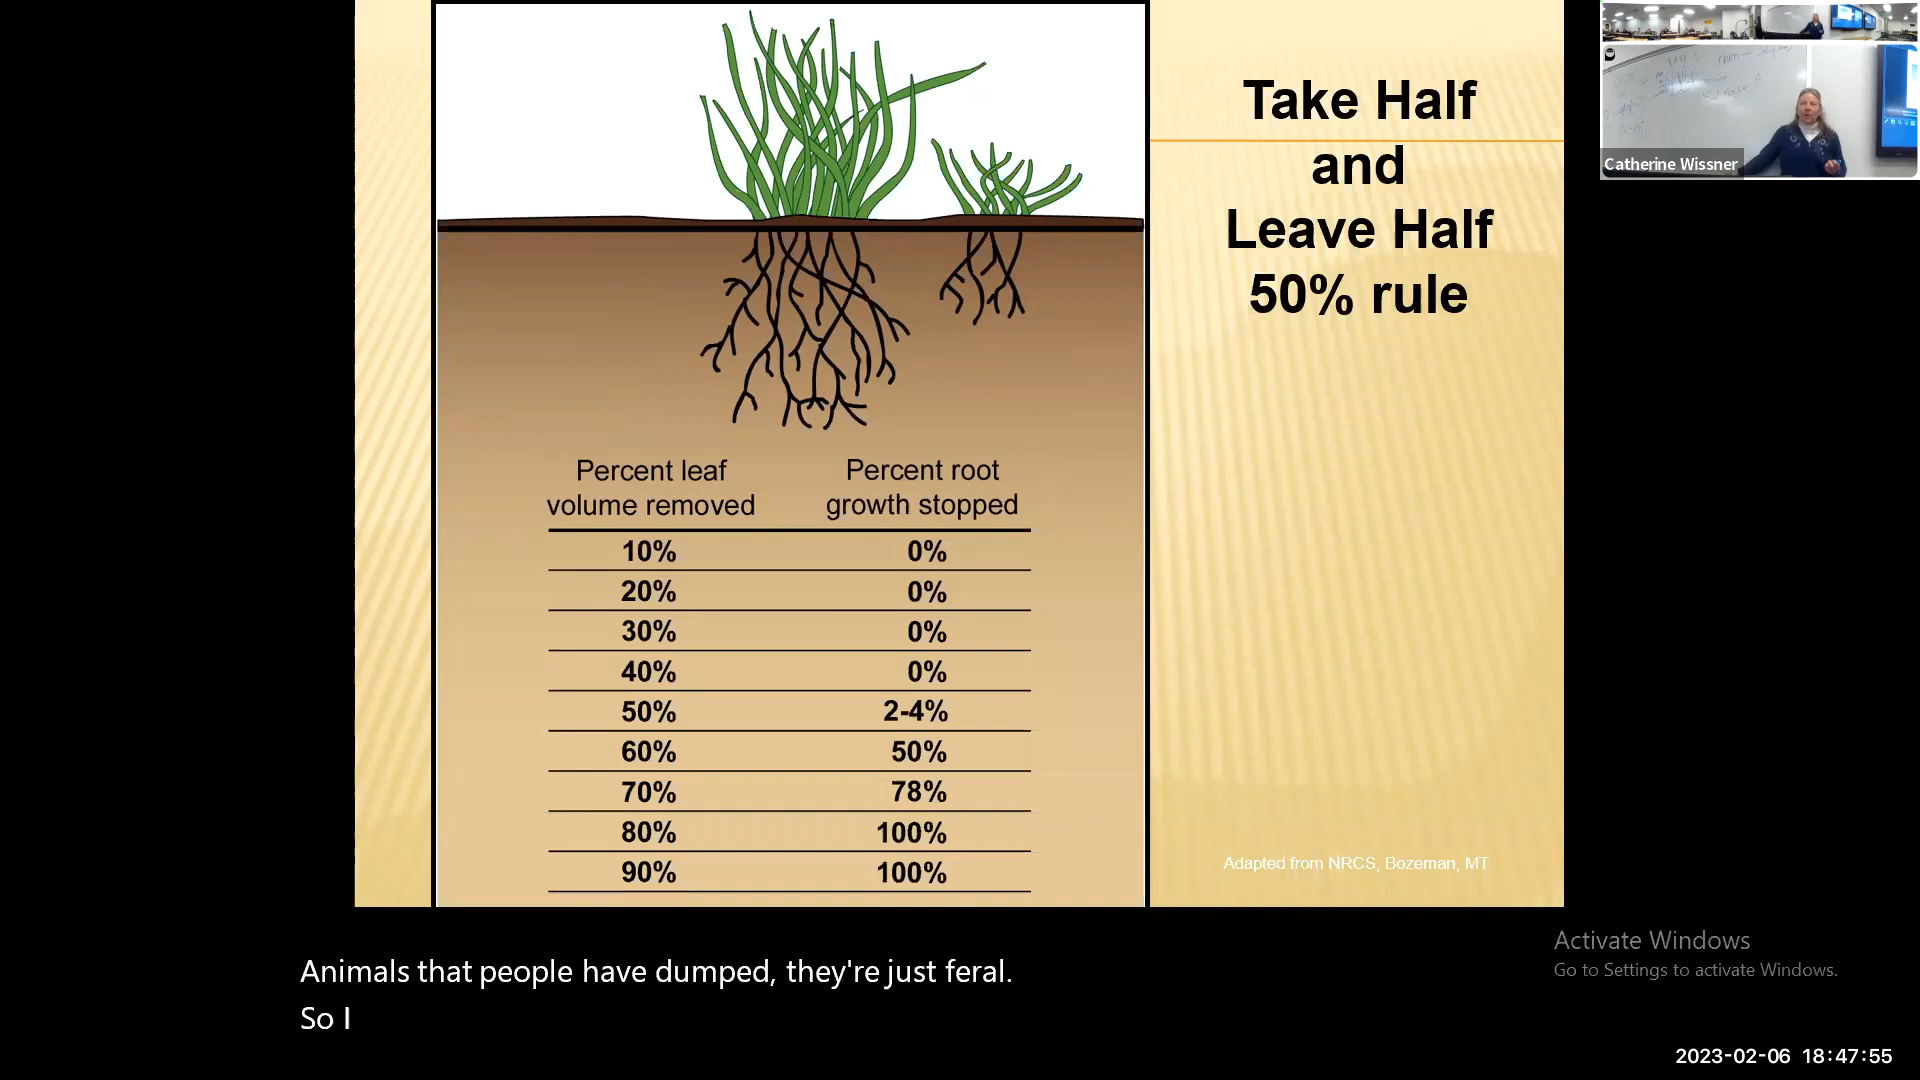 Take Half
and
Leave Half
50% rule
Percent leaf
volume removed
Percent root
growth stopped
10% 0%
20% 0%
30% 0%
40% 0%
50% 2-4%
60% 50%
70% 78%
80% 100%
90% 100%
Adapted from NRCS, Bozeman, MT
Catherine Wissner
Animals that people have dumped, they're just feral.
So I
Activate Windows
Go to Settings to activate Windows.
2023-02-06 18:47:55